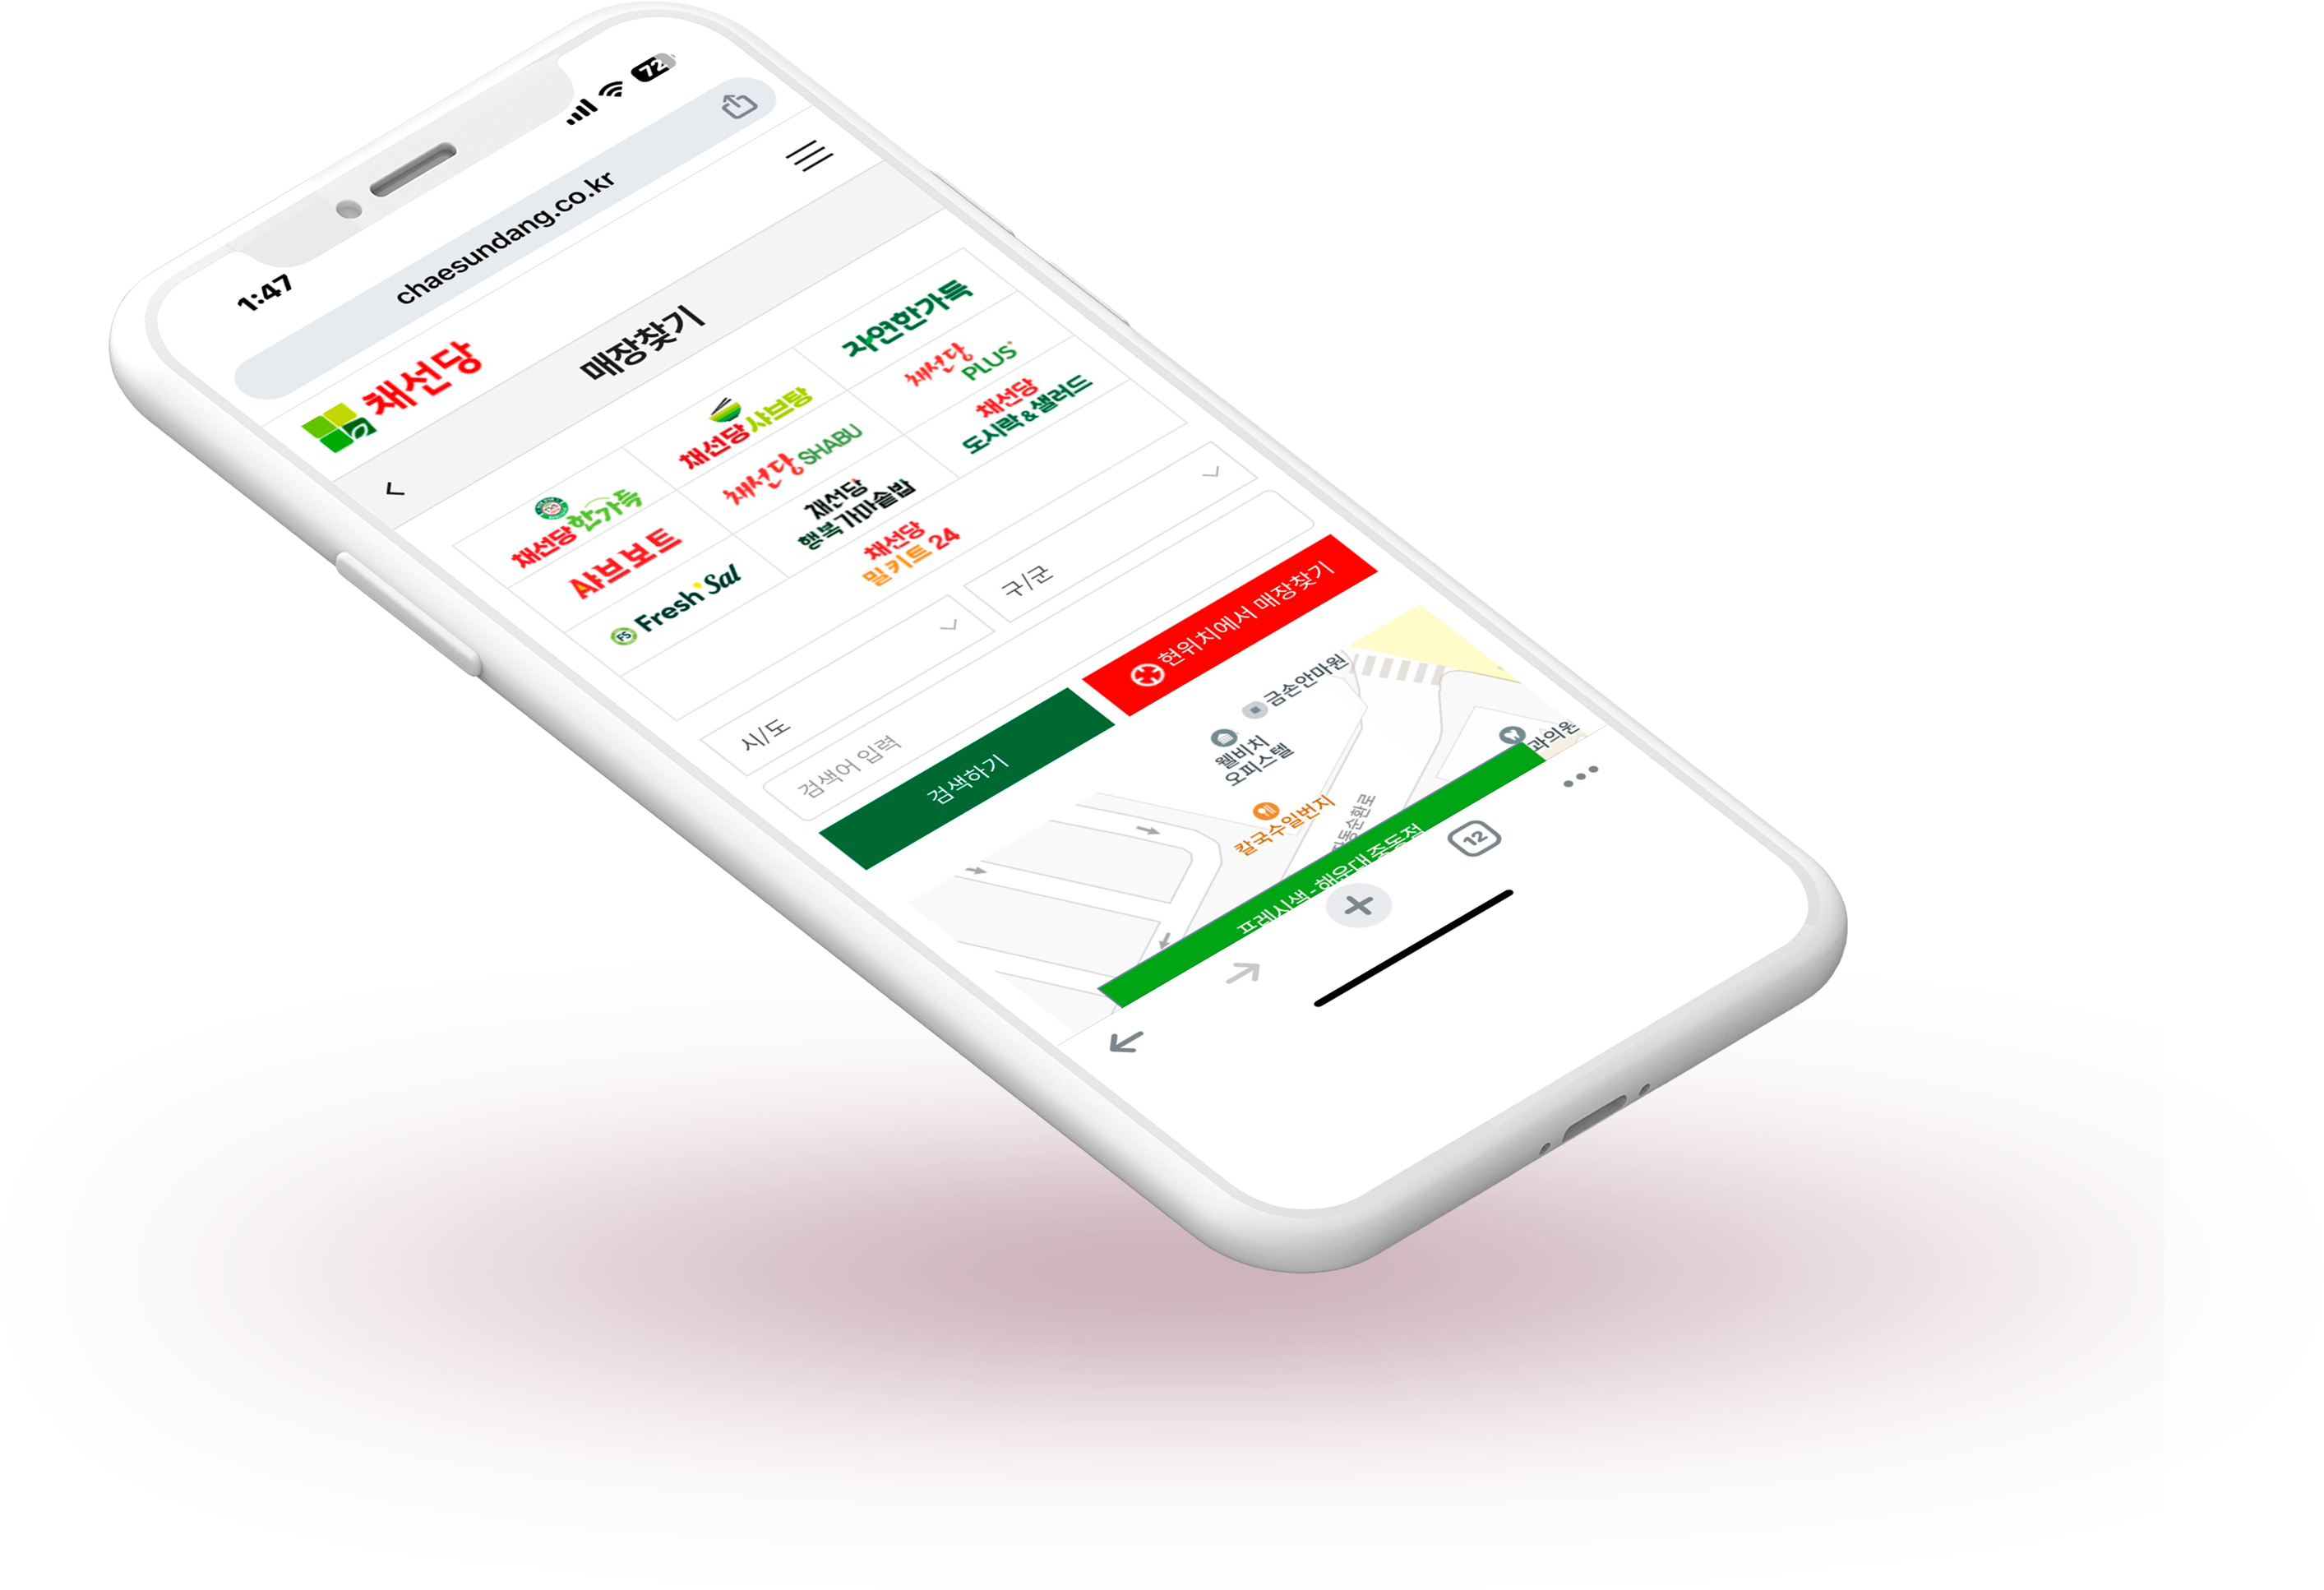 1:47
72
chaesundang.co.kr
채선당
매장찾기
채선당 한가득
채선당 샤브탕
자연한가득
샤브보트
채선당 SHABU
채선당
PLUS
FS Fresh'Sal
채선당
행복 가마솥밥
채선당
도시락&샐러드
채선당
밀키트 24
시/도
구/군
검색어 입력
검색하기
현위치에서 매장찾기
금손안마원
웰비치
오피스텔
과의원
칼국수일번지
동순환로
프레시샐 - 해운대 중동점
12